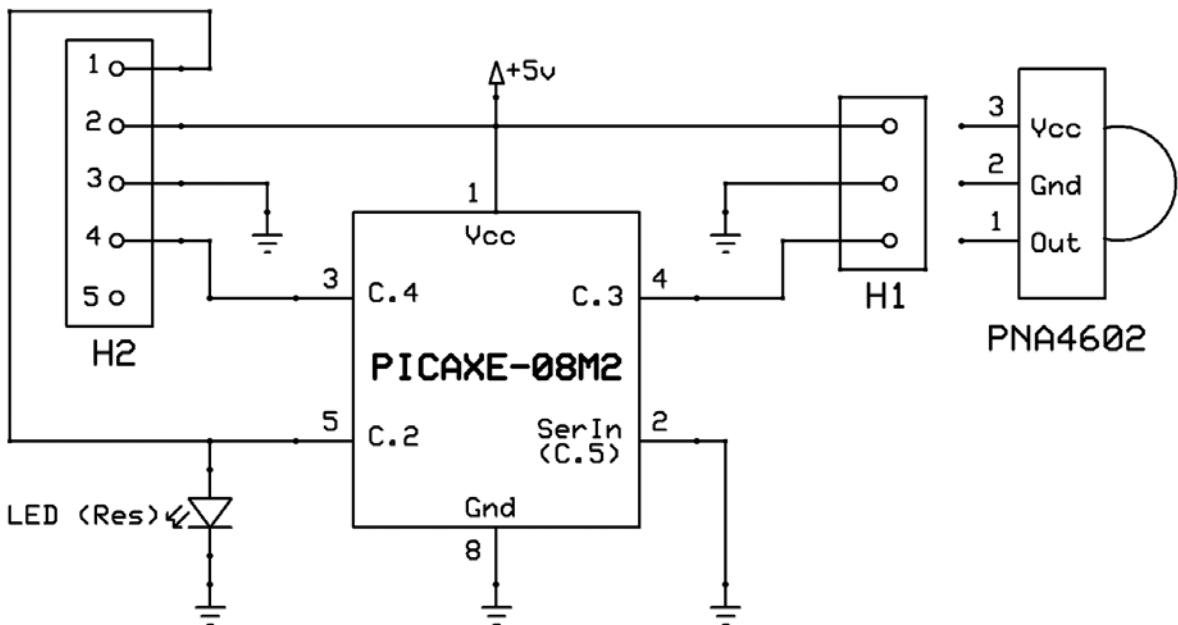 1
2
3
4
5
H2
+5v
1
Vcc
3
C.4
C.3
4
PICAXE-08M2
5
C.2
SerIn
(C.5)
2
Gnd
8
LED (Res)
H1
3
Vcc
2
Gnd
1
Out
PNA4602